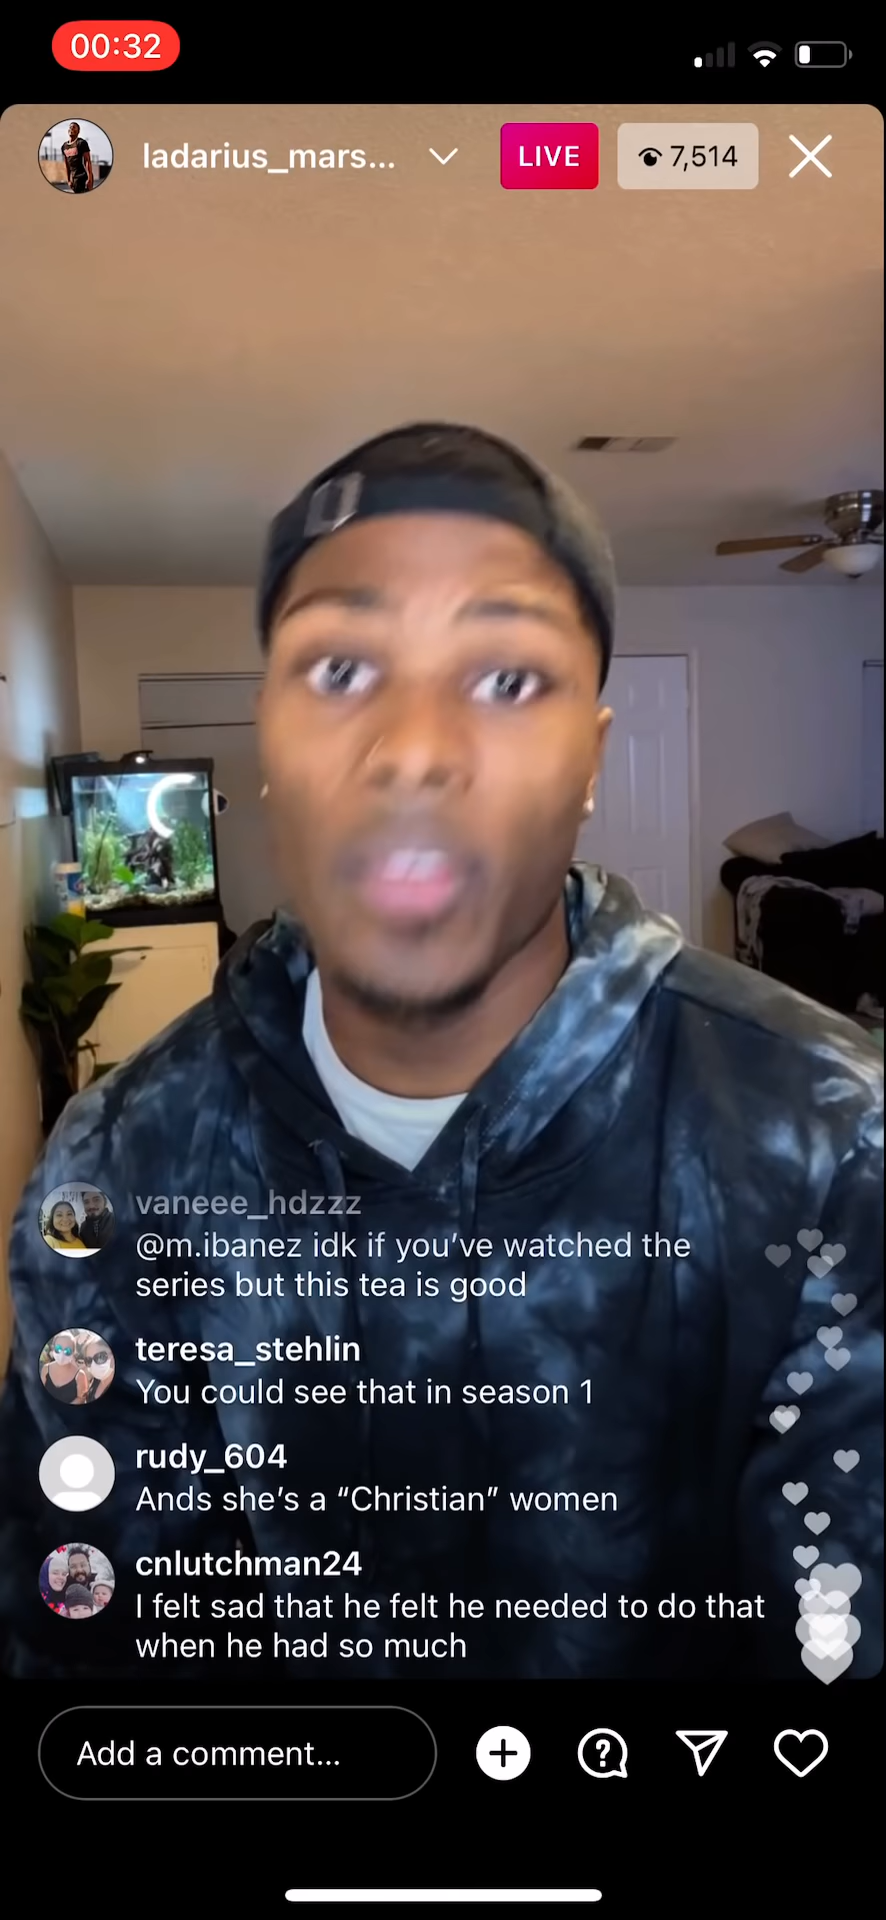 00:32
ladarius_mars...
LIVE
7,514
vaneee_hdzzz
@m.ibanez idk if you’ve watched the
series but this tea is good
teresa_stehlin
You could see that in season 1
rudy_604
Ands she’s a “Christian” women
cnlutchman24
I felt sad that he felt he needed to do that
when he had so much
Add a comment...